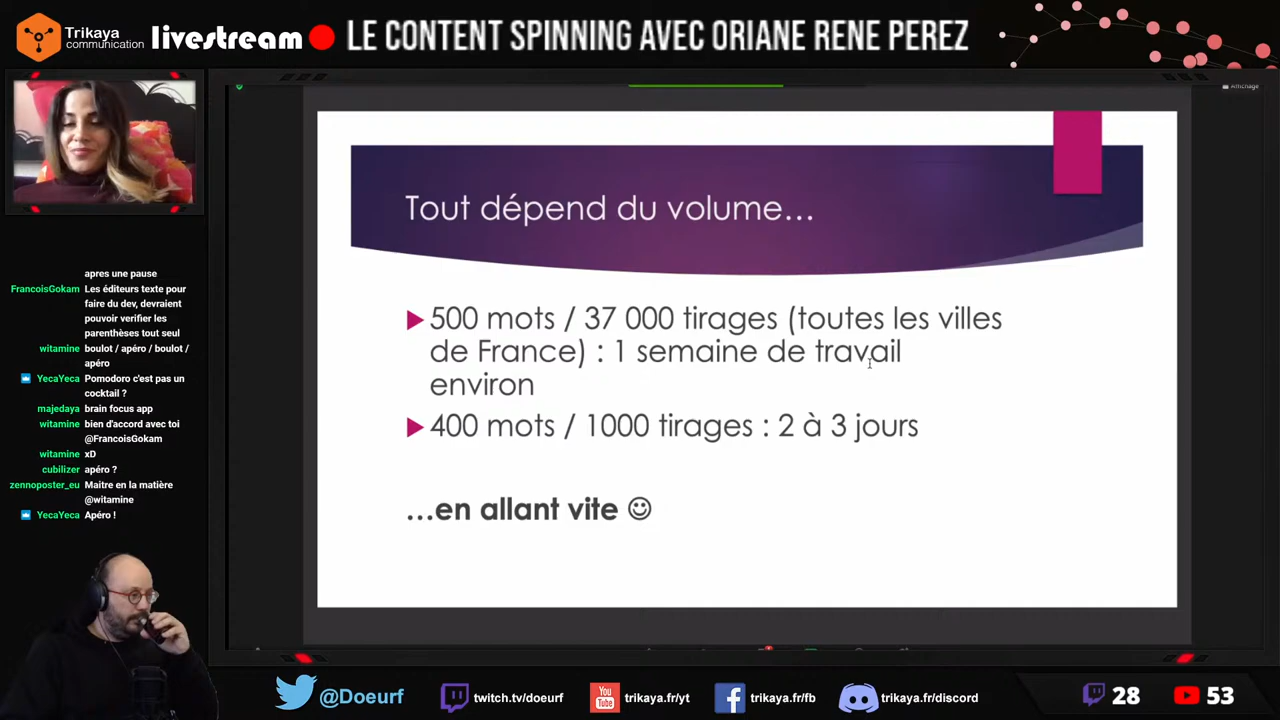 Trikaya
communication
livestream
LE CONTENT SPINNING AVEC ORIANE RENE PEREZ
Affichage
Tout dépend du volume…
500 mots / 37 000 tirages (toutes les villes
de France) : 1 semaine de travail
environ
400 mots / 1000 tirages : 2 à 3 jours
…en allant vite ☺
apres une pause
FrancoisGokam Les éditeurs texte pour
faire du dev, devraient
pouvoir verifier les
parenthèses tout seul
witamine boulot / apéro / boulot /
apéro
YecaYeca Pomodoro c'est pas un
cocktail ?
majedaya brain focus app
witamine bien d'accord avec toi
@FrancoisGokam
witamine xD
cubilizer apéro ?
zennoposter_eu Maitre en la matière
@witamine
YecaYeca Apéro !
@Doeurf
twitch.tv/doeurf
You
Tube
trikaya.fr/yt
trikaya.fr/fb
trikaya.fr/discord
28
53